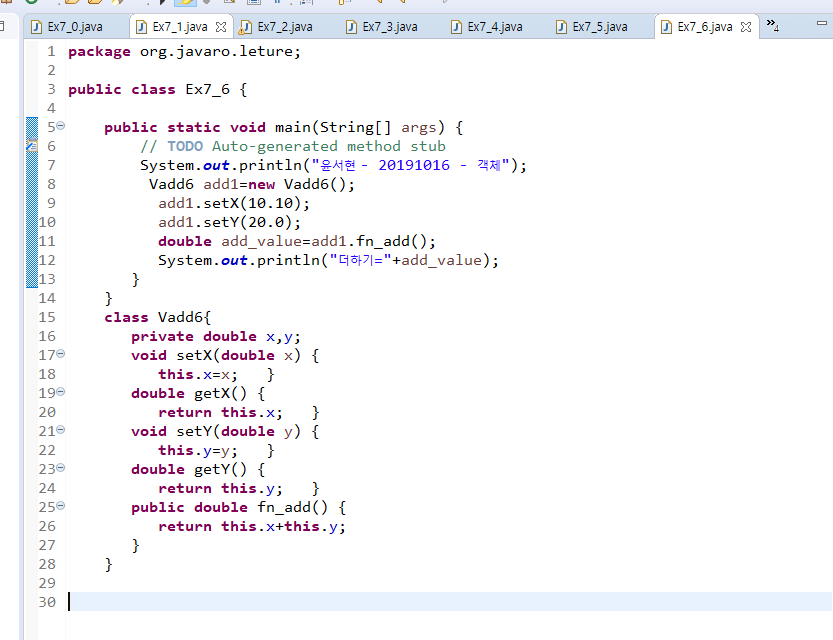 Ex7_0.java Ex7_1.java Ex7_2.java Ex7_3.java Ex7_4.java Ex7_5.java Ex7_6.java »4
1 package org.javaro.leture;
2
3 public class Ex7_6 {
4
5 public static void main(String[] args) {
6 // TODO Auto-generated method stub
7 System.out.println("윤서현 - 20191016 - 객체");
8 Vadd6 add1=new Vadd6();
9 add1.setX(10.10);
10 add1.setY(20.0);
11 double add_value=add1.fn_add();
12 System.out.println("더하기="+add_value);
13 }
14 }
15 class Vadd6{
16 private double x,y;
17 void setX(double x) {
18 this.x=x; }
19 double getX() {
20 return this.x; }
21 void setY(double y) {
22 this.y=y; }
23 double getY() {
24 return this.y; }
25 public double fn_add() {
26 return this.x+this.y;
27 }
28 }
29
30